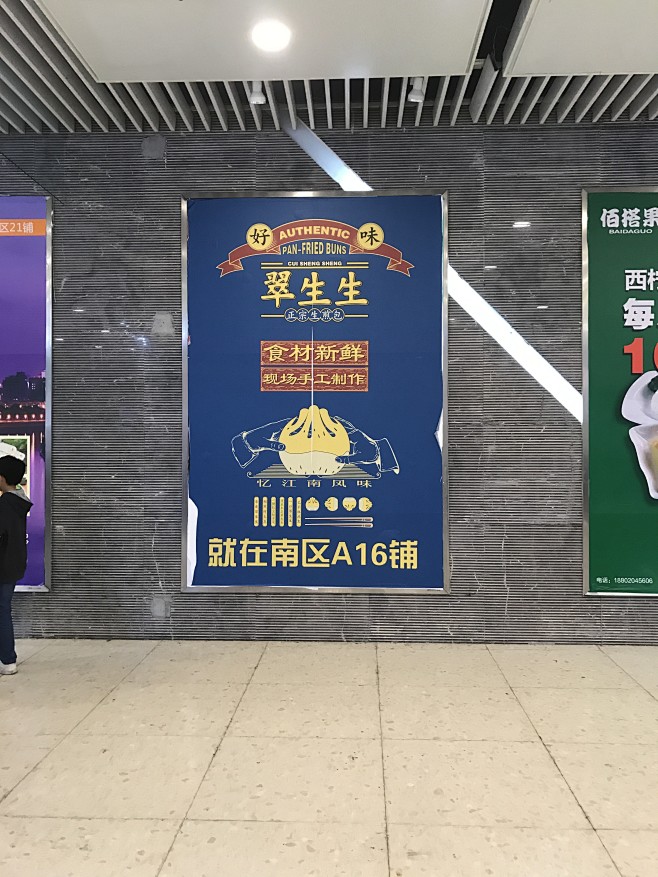 区21铺
好 AUTHENTIC 味
PAN-FRIED BUNS
CUI SHENG SHENG
翠生生
正宗生煎包
食材新鲜
现场手工制作
忆江南风味
就在南区A16铺
佰搭果
BAIDAGUO
西柠
每
1
电话：18802045606